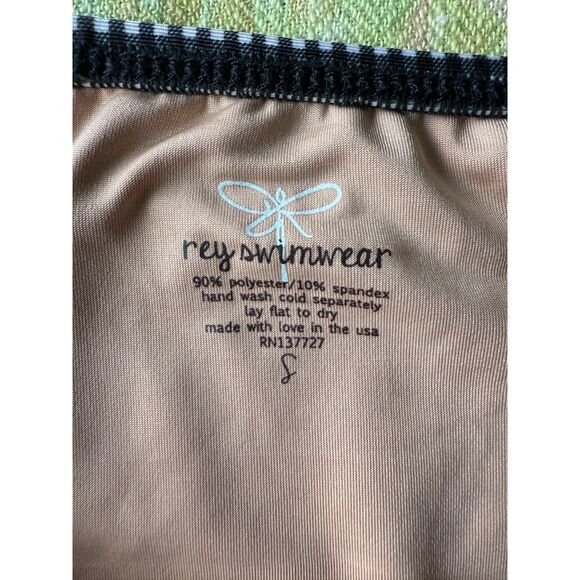 rey swimwear
90% polyester/10% spandex
hand wash cold separately
lay flat to dry
made with love in the usa
RN137727
S